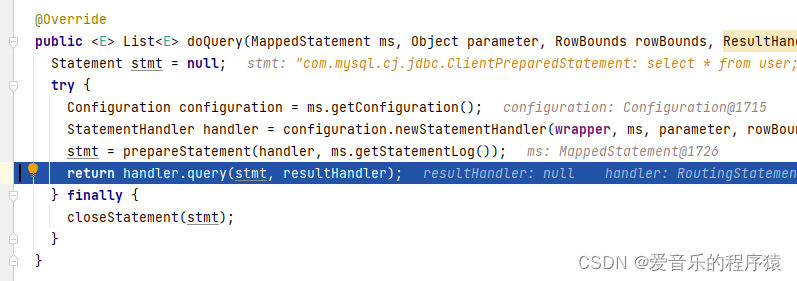 @Override
public <E> List<E> doQuery(MappedStatement ms, Object parameter, RowBounds rowBounds, ResultHand
Statement stmt = null; stmt: "com.mysql.cj.jdbc.ClientPreparedStatement: select * from user;
try {
Configuration configuration = ms.getConfiguration(); configuration: Configuration@1715
StatementHandler handler = configuration.newStatementHandler(wrapper, ms, parameter, rowBoun
stmt = prepareStatement(handler, ms.getStatementLog()); ms: MappedStatement@1726
return handler.query(stmt, resultHandler); resultHandler: null handler: RoutingStatemen
} finally {
closeStatement(stmt);
}
}
CSDN @爱音乐的程序猿